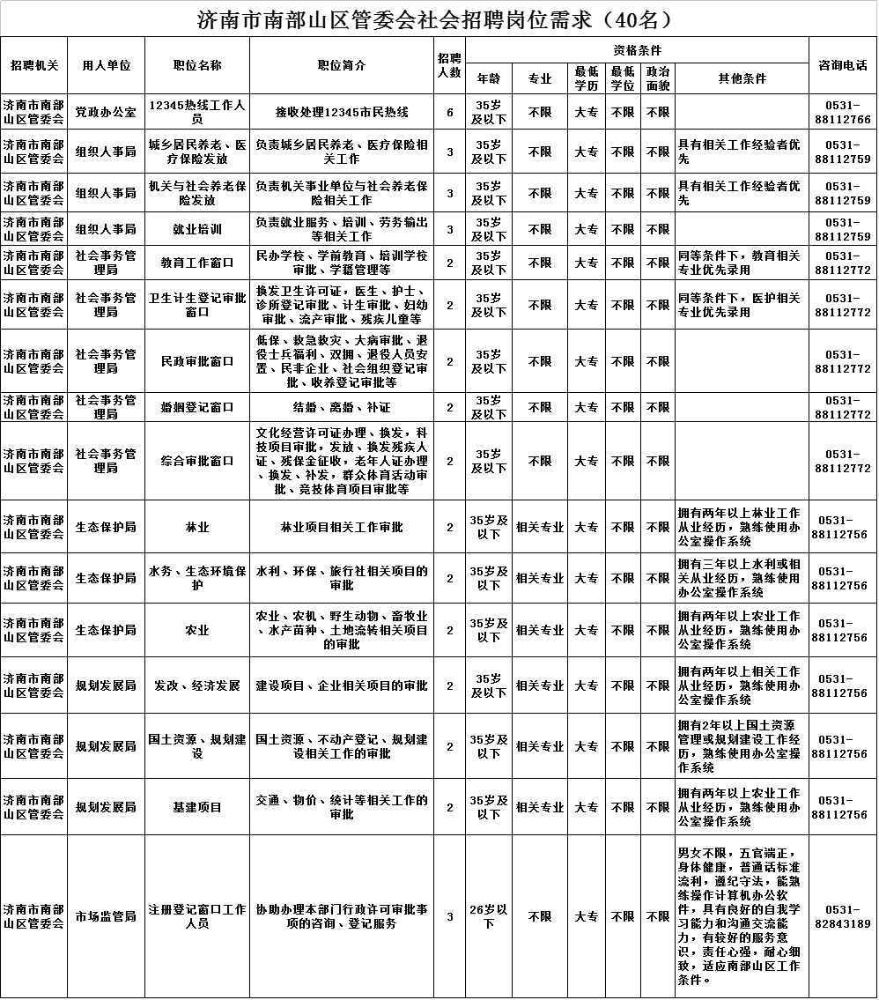 济南市南部山区管委会社会招聘岗位需求（40名）
招聘机关
用人单位
职位名称
职位简介
招聘
人数
资格条件
咨询电话
年龄
专业
最低
学历
最低
学位
政治
面貌
其他条件
济南市南部
山区管委会
党政办公室
12345热线工作人
员
接收处理12345市民热线
6
35岁
及以下
不限
大专
不限
不限
0531-
88112766
济南市南部
山区管委会
组织人事局
城乡居民养老、医
疗保险发放
负责城乡居民养老、医疗保险相
关工作
3
35岁
及以下
不限
大专
不限
不限
具有相关工作经验者优
先
0531-
88112759
济南市南部
山区管委会
组织人事局
机关与社会养老保
险发放
负责机关事业单位与社会养老保
险相关工作
3
35岁
及以下
不限
大专
不限
不限
具有相关工作经验者优
先
0531-
88112759
济南市南部
山区管委会
组织人事局
就业培训
负责就业服务、培训、劳务输出
等相关工作
3
35岁
及以下
不限
大专
不限
不限
0531-
88112759
济南市南部
山区管委会
社会事务管
理局
教育工作窗口
民办学校、学前教育、培训学校
审批、学籍管理等
2
35岁
及以下
不限
大专
不限
不限
同等条件下，教育相关
专业优先录用
0531-
88112772
济南市南部
山区管委会
社会事务管
理局
卫生计生登记审批
窗口
换发卫生许可证，医生、护士、
诊所登记审批、计生审批、妇幼
审批、流产审批、残疾儿童等
2
35岁
及以下
不限
大专
不限
不限
同等条件下，医护相关
专业优先录用
0531-
88112772
济南市南部
山区管委会
社会事务管
理局
民政审批窗口
低保、救急救灾、大病审批、退
役士兵福利、双拥、退役人员安
置、民非企业、社会组织登记审
批、收养登记审批等
2
35岁
及以下
不限
大专
不限
不限
0531-
88112772
济南市南部
山区管委会
社会事务管
理局
婚姻登记窗口
结婚、离婚、补证
2
35岁
及以下
不限
大专
不限
不限
0531-
88112772
济南市南部
山区管委会
社会事务管
理局
综合审批窗口
文化经营许可证办理、换发，科
技项目审批，发放、换发残疾人
证、残保金征收，老年人证办理
、换发、补发，群众体育活动审
批、竞技体育项目审批等
2
35岁
及以下
不限
大专
不限
不限
0531-
88112772
济南市南部
山区管委会
生态保护局
林业
林业项目相关工作审批
2
35岁及
以下
相关专业
大专
不限
不限
拥有两年以上林业工作
从业经历，熟练使用办
公室操作系统
0531-
88112756
济南市南部
山区管委会
生态保护局
水务、生态环境保
护
水利、环保、旅行社相关项目的
审批
2
35岁及
以下
相关专业
大专
不限
不限
拥有三年以上水利或相
关从业经历，熟练使用
办公室操作系统
0531-
88112756
济南市南部
山区管委会
生态保护局
农业
农业、农机、野生动物、畜牧业
、水产苗种、土地流转相关项目
的审批
2
35岁及
以下
相关专业
大专
不限
不限
拥有两年以上农业工作
从业经历，熟练使用办
公室操作系统
0531-
88112756
济南市南部
山区管委会
规划发展局
发改、经济发展
建设项目、企业相关项目的审批
2
35岁
及以下
相关专业
大专
不限
不限
拥有两年以上相关工作
从业经历，熟练使用办
公室操作系统
0531-
88112756
济南市南部
山区管委会
规划发展局
国土资源、规划建
设
国土资源、不动产登记、规划建
设相关工作的审批
2
35岁及
以下
相关专业
大专
不限
不限
拥有2年以上国土资源
管理或规划建设工作经
历，熟练使用办公室操
作系统
0531-
88112756
济南市南部
山区管委会
规划发展局
基建项目
交通、物价、统计等相关工作的
审批
2
35岁及
以下
相关专业
大专
不限
不限
拥有两年以上农业工作
从业经历，熟练使用办
公室操作系统
0531-
88112756
济南市南部
山区管委会
市场监管局
注册登记窗口工作
人员
协助办理本部门行政许可审批事
项的咨询、登记服务
3
26岁以
下
不限
大专
不限
不限
男女不限，五官端正，
身体健康，普通话标准
流利，遵纪守法，能熟
练操作计算机办公软
件，具有良好的自我学
习能力和沟通交流能
力，有较好的服务意
识，责任心强，耐心细
致，适应南部山区工作
条件。
0531-
82843189